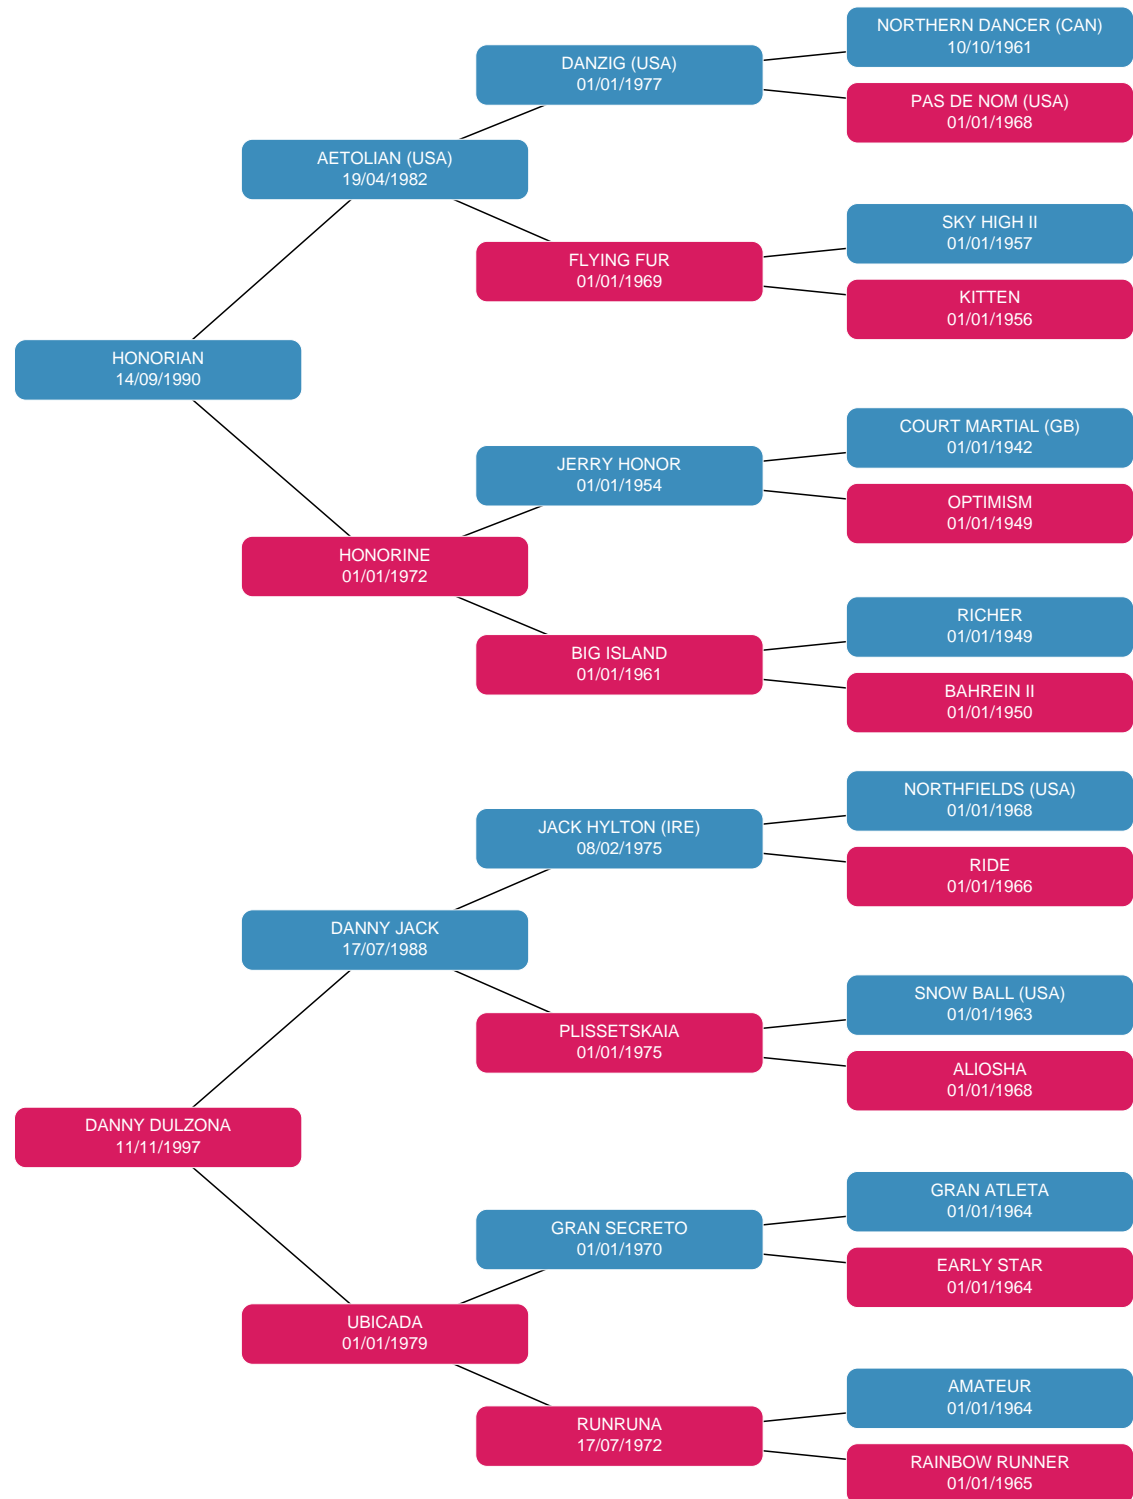 NORTHERN DANCER (CAN)
10/10/1961
DANZIG (USA)
01/01/1977
PAS DE NOM (USA)
01/01/1968
AETOLIAN (USA)
19/04/1982
SKY HIGH II
01/01/1957
FLYING FUR
01/01/1969
KITTEN
01/01/1956
HONORIAN
14/09/1990
COURT MARTIAL (GB)
01/01/1942
JERRY HONOR
01/01/1954
OPTIMISM
01/01/1949
HONORINE
01/01/1972
RICHER
01/01/1949
BIG ISLAND
01/01/1961
BAHREIN II
01/01/1950
NORTHFIELDS (USA)
01/01/1968
JACK HYLTON (IRE)
08/02/1975
RIDE
01/01/1966
DANNY JACK
17/07/1988
SNOW BALL (USA)
01/01/1963
PLISSETSKAIA
01/01/1975
ALIOSHA
01/01/1968
DANNY DULZONA
11/11/1997
GRAN ATLETA
01/01/1964
GRAN SECRETO
01/01/1970
EARLY STAR
01/01/1964
UBICADA
01/01/1979
AMATEUR
01/01/1964
RUNRUNA
17/07/1972
RAINBOW RUNNER
01/01/1965